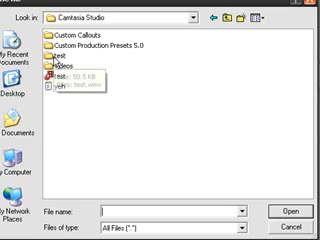 Look in:
Camtasia Studio
My Recent
Documents
Desktop
Documents
My Computer
My Network
Places
Custom Callouts
Custom Production Presets 5.0
test
test
yeh
50.5 KB
test.wmv
File name:
Open
Files of type:
All Files (*.*)
Cancel